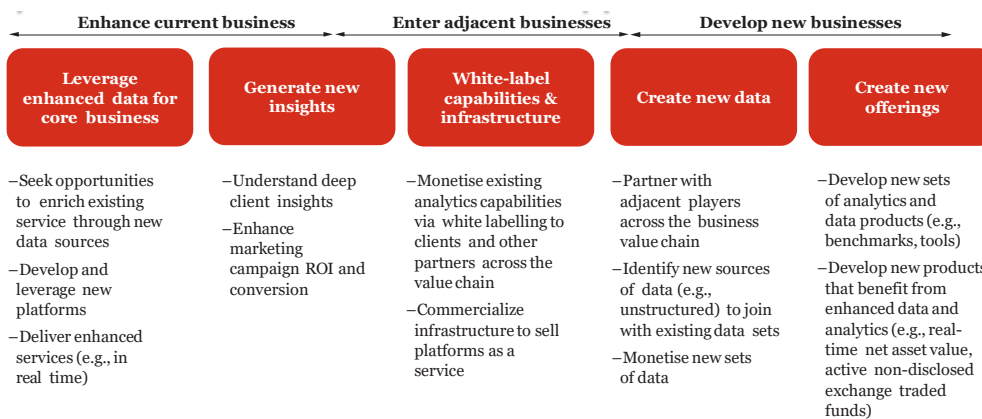 Enhance current business
Enter adjacent businesses
Develop new businesses
Leverage
enhanced data for
core business
Generate new
insights
White-label
capabilities &
infrastructure
Create new data
Create new
offerings
–Seek opportunities
to enrich existing
service through new
data sources
–Develop and
leverage new
platforms
–Deliver enhanced
services (e.g., in
real time)
–Understand deep
client insights
–Enhance
marketing
campaign ROI and
conversion
–Monetise existing
analytics capabilities
via white labelling to
clients and other
partners across the
value chain
–Commercialize
infrastructure to sell
platforms as a
service
–Partner with
adjacent players
across the business
value chain
–Identify new sources
of data (e.g.,
unstructured) to join
with existing data sets
–Monetise new sets
of data
–Develop new sets
of analytics and
data products (e.g.,
benchmarks, tools)
–Develop new products
that benefit from
enhanced data and
analytics (e.g., real-
time net asset value,
active non-disclosed
exchange traded
funds)